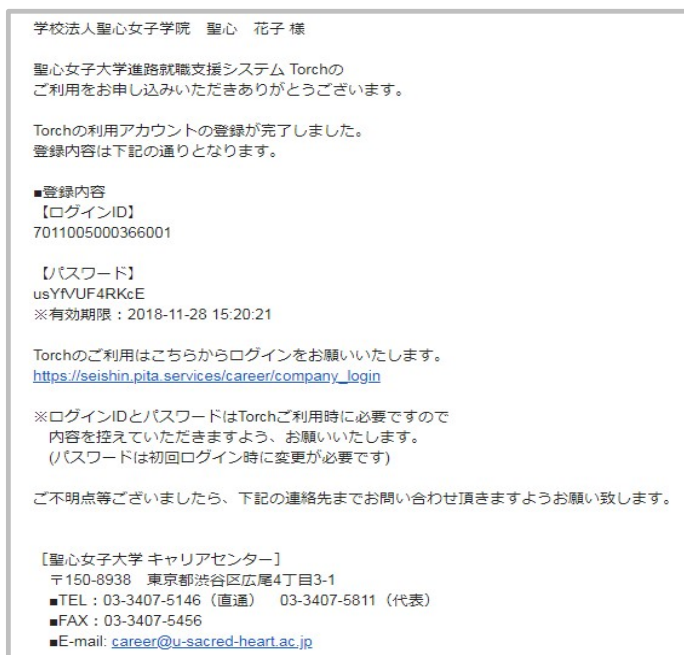 学校法人聖心女子学院　聖心　花子 様
聖心女子大学進路就職支援システム Torchの
ご利用をお申し込みいただきありがとうございます。
Torchの利用アカウントの登録が完了しました。
登録内容は下記の通りとなります。
■登録内容
【ログインID】
7011005000366001
【パスワード】
usYfVUF4RKcE
※有効期限：2018-11-28 15:20:21
Torchのご利用はこちらからログインをお願いいたします。
https://seishin.pita.services/career/company_login
※ログインIDとパスワードはTorchご利用時に必要ですので
内容を控えていただきますよう、お願いいたします。
(パスワードは初回ログイン時に変更が必要です)
ご不明点等ございましたら、下記の連絡先までお問い合わせ頂きますようお願い致します。
［聖心女子大学 キャリアセンター］
〒150-8938　東京都渋谷区広尾4丁目3-1
■TEL：03-3407-5146（直通）　03-3407-5811（代表）
■FAX：03-3407-5456
■E-mail: career@u-sacred-heart.ac.jp